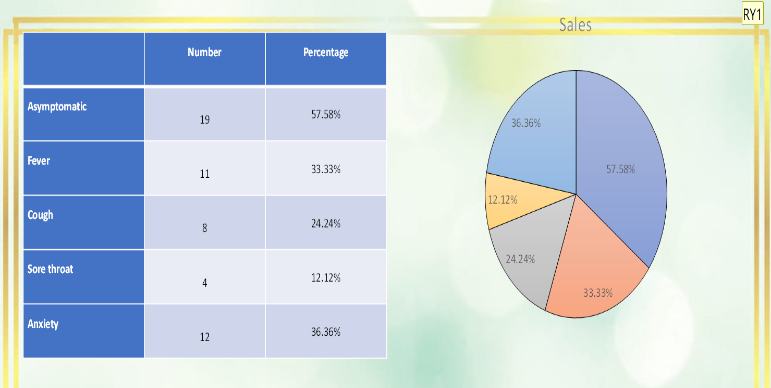 RY1
Sales
Number Percentage
Asymptomatic 19 57.58%
Fever 11 33.33%
Cough 8 24.24%
Sore throat 4 12.12%
Anxiety 12 36.36%
36.36%
57.58%
12.12%
24.24%
33.33%